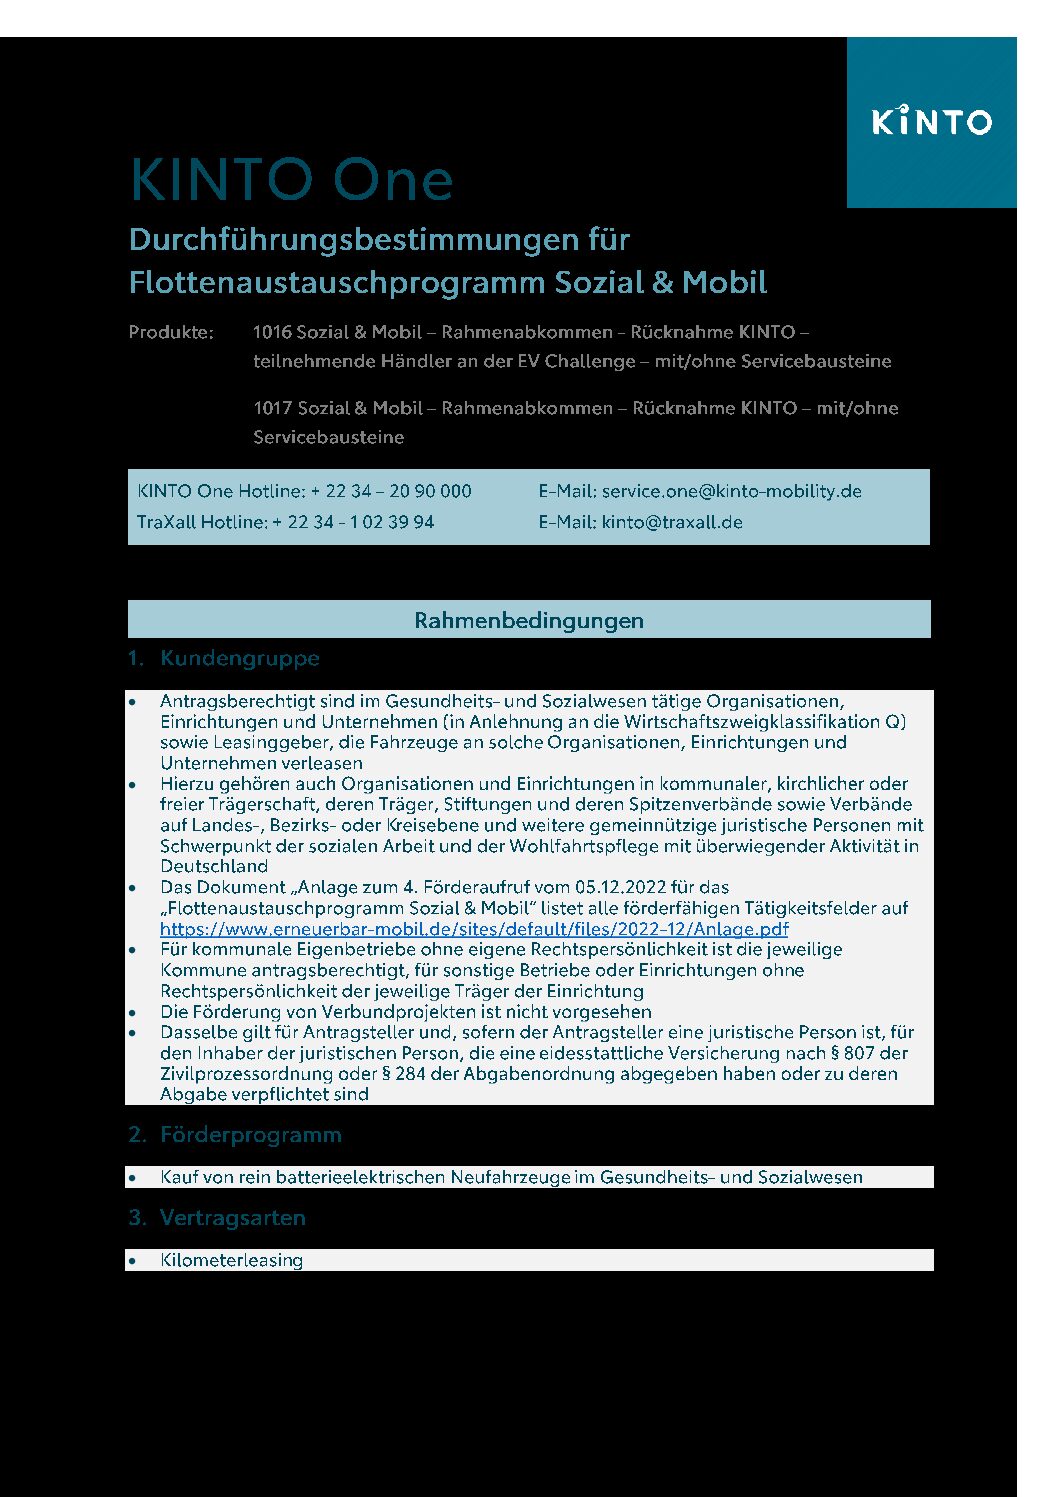 KINTO
KINTO One
Durchführungsbestimmungen für
Flottenaustauschprogramm Sozial & Mobil
Produkte: 1016 Sozial & Mobil – Rahmenabkommen - Rücknahme KINTO –
teilnehmende Händler an der EV Challenge – mit/ohne Servicebausteine
1017 Sozial & Mobil – Rahmenabkommen – Rücknahme KINTO – mit/ohne
Servicebausteine
KINTO One Hotline: + 22 34 – 20 90 000 E-Mail: service.one@kinto-mobility.de
TraXall Hotline: + 22 34 - 1 02 39 94 E-Mail: kinto@traxall.de
Rahmenbedingungen
1. Kundengruppe
• Antragsberechtigt sind im Gesundheits- und Sozialwesen tätige Organisationen,
Einrichtungen und Unternehmen (in Anlehnung an die Wirtschaftszweigklassifikation Q)
sowie Leasinggeber, die Fahrzeuge an solche Organisationen, Einrichtungen und
Unternehmen verleasen
• Hierzu gehören auch Organisationen und Einrichtungen in kommunaler, kirchlicher oder
freier Trägerschaft, deren Träger, Stiftungen und deren Spitzenverbände sowie Verbände
auf Landes-, Bezirks- oder Kreisebene und weitere gemeinnützige juristische Personen mit
Schwerpunkt der sozialen Arbeit und der Wohlfahrtspflege mit überwiegender Aktivität in
Deutschland
• Das Dokument „Anlage zum 4. Förderaufruf vom 05.12.2022 für das
„Flottenaustauschprogramm Sozial & Mobil“ listet alle förderfähigen Tätigkeitsfelder auf
https://www.erneuerbar-mobil.de/sites/default/files/2022-12/Anlage.pdf
• Für kommunale Eigenbetriebe ohne eigene Rechtspersönlichkeit ist die jeweilige
Kommune antragsberechtigt, für sonstige Betriebe oder Einrichtungen ohne
Rechtspersönlichkeit der jeweilige Träger der Einrichtung
• Die Förderung von Verbundprojekten ist nicht vorgesehen
• Dasselbe gilt für Antragsteller und, sofern der Antragsteller eine juristische Person ist, für
den Inhaber der juristischen Person, die eine eidesstattliche Versicherung nach § 807 der
Zivilprozessordnung oder § 284 der Abgabenordnung abgegeben haben oder zu deren
Abgabe verpflichtet sind
2. Förderprogramm
• Kauf von rein batterieelektrischen Neufahrzeuge im Gesundheits- und Sozialwesen
3. Vertragsarten
• Kilometerleasing